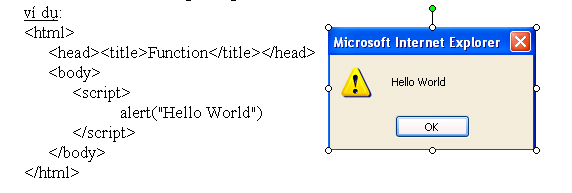 ví dụ:
<html>
<head><title>Function</title></head>
<body>
<script>
alert("Hello World")
</script>
</body>
</html>
Microsoft Internet Explorer
Hello World
OK